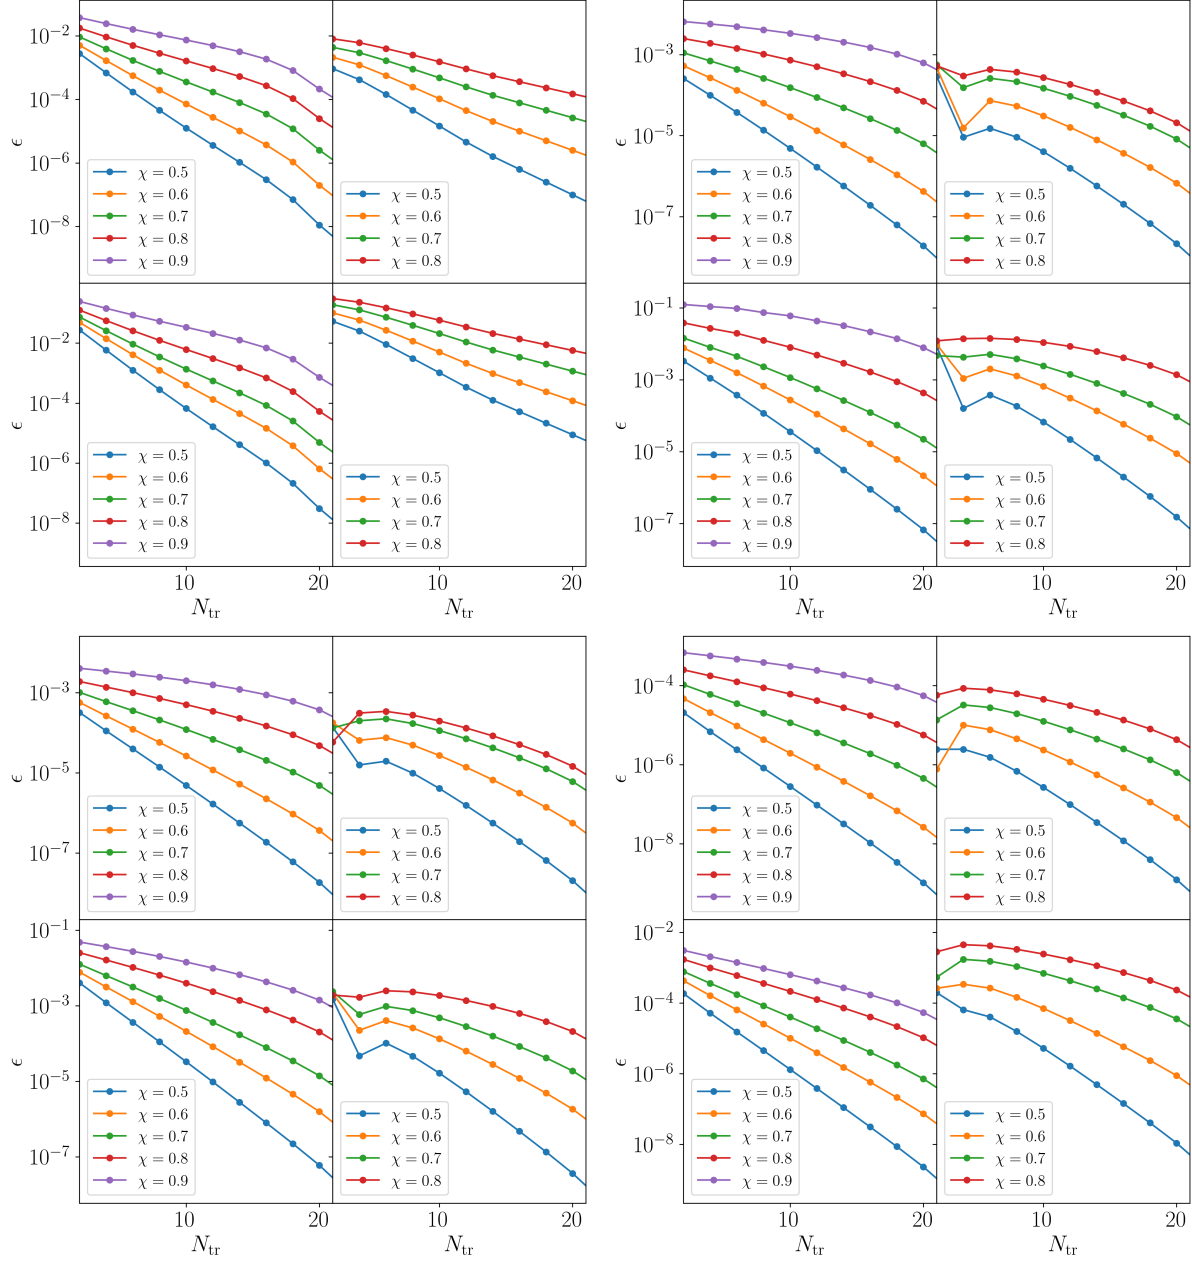 10⁻²
10⁻⁴
10⁻⁶
10⁻⁸
ϵ
χ = 0.5
χ = 0.6
χ = 0.7
χ = 0.8
χ = 0.9
χ = 0.5
χ = 0.6
χ = 0.7
χ = 0.8
10⁻²
10⁻⁴
10⁻⁶
10⁻⁸
ϵ
χ = 0.5
χ = 0.6
χ = 0.7
χ = 0.8
χ = 0.9
χ = 0.5
χ = 0.6
χ = 0.7
χ = 0.8
10 20 10 20
N_tr N_tr
10⁻³
10⁻⁵
10⁻⁷
ϵ
χ = 0.5
χ = 0.6
χ = 0.7
χ = 0.8
χ = 0.9
χ = 0.5
χ = 0.6
χ = 0.7
χ = 0.8
10⁻¹
10⁻³
10⁻⁵
10⁻⁷
ϵ
χ = 0.5
χ = 0.6
χ = 0.7
χ = 0.8
χ = 0.9
χ = 0.5
χ = 0.6
χ = 0.7
χ = 0.8
10 20 10 20
N_tr N_tr
10⁻³
10⁻⁵
10⁻⁷
ϵ
χ = 0.5
χ = 0.6
χ = 0.7
χ = 0.8
χ = 0.9
χ = 0.5
χ = 0.6
χ = 0.7
χ = 0.8
10⁻¹
10⁻³
10⁻⁵
10⁻⁷
ϵ
χ = 0.5
χ = 0.6
χ = 0.7
χ = 0.8
χ = 0.9
χ = 0.5
χ = 0.6
χ = 0.7
χ = 0.8
10 20 10 20
N_tr N_tr
10⁻⁴
10⁻⁶
10⁻⁸
ϵ
χ = 0.5
χ = 0.6
χ = 0.7
χ = 0.8
χ = 0.9
χ = 0.5
χ = 0.6
χ = 0.7
χ = 0.8
10⁻²
10⁻⁴
10⁻⁶
10⁻⁸
ϵ
χ = 0.5
χ = 0.6
χ = 0.7
χ = 0.8
χ = 0.9
χ = 0.5
χ = 0.6
χ = 0.7
χ = 0.8
10 20 10 20
N_tr N_tr